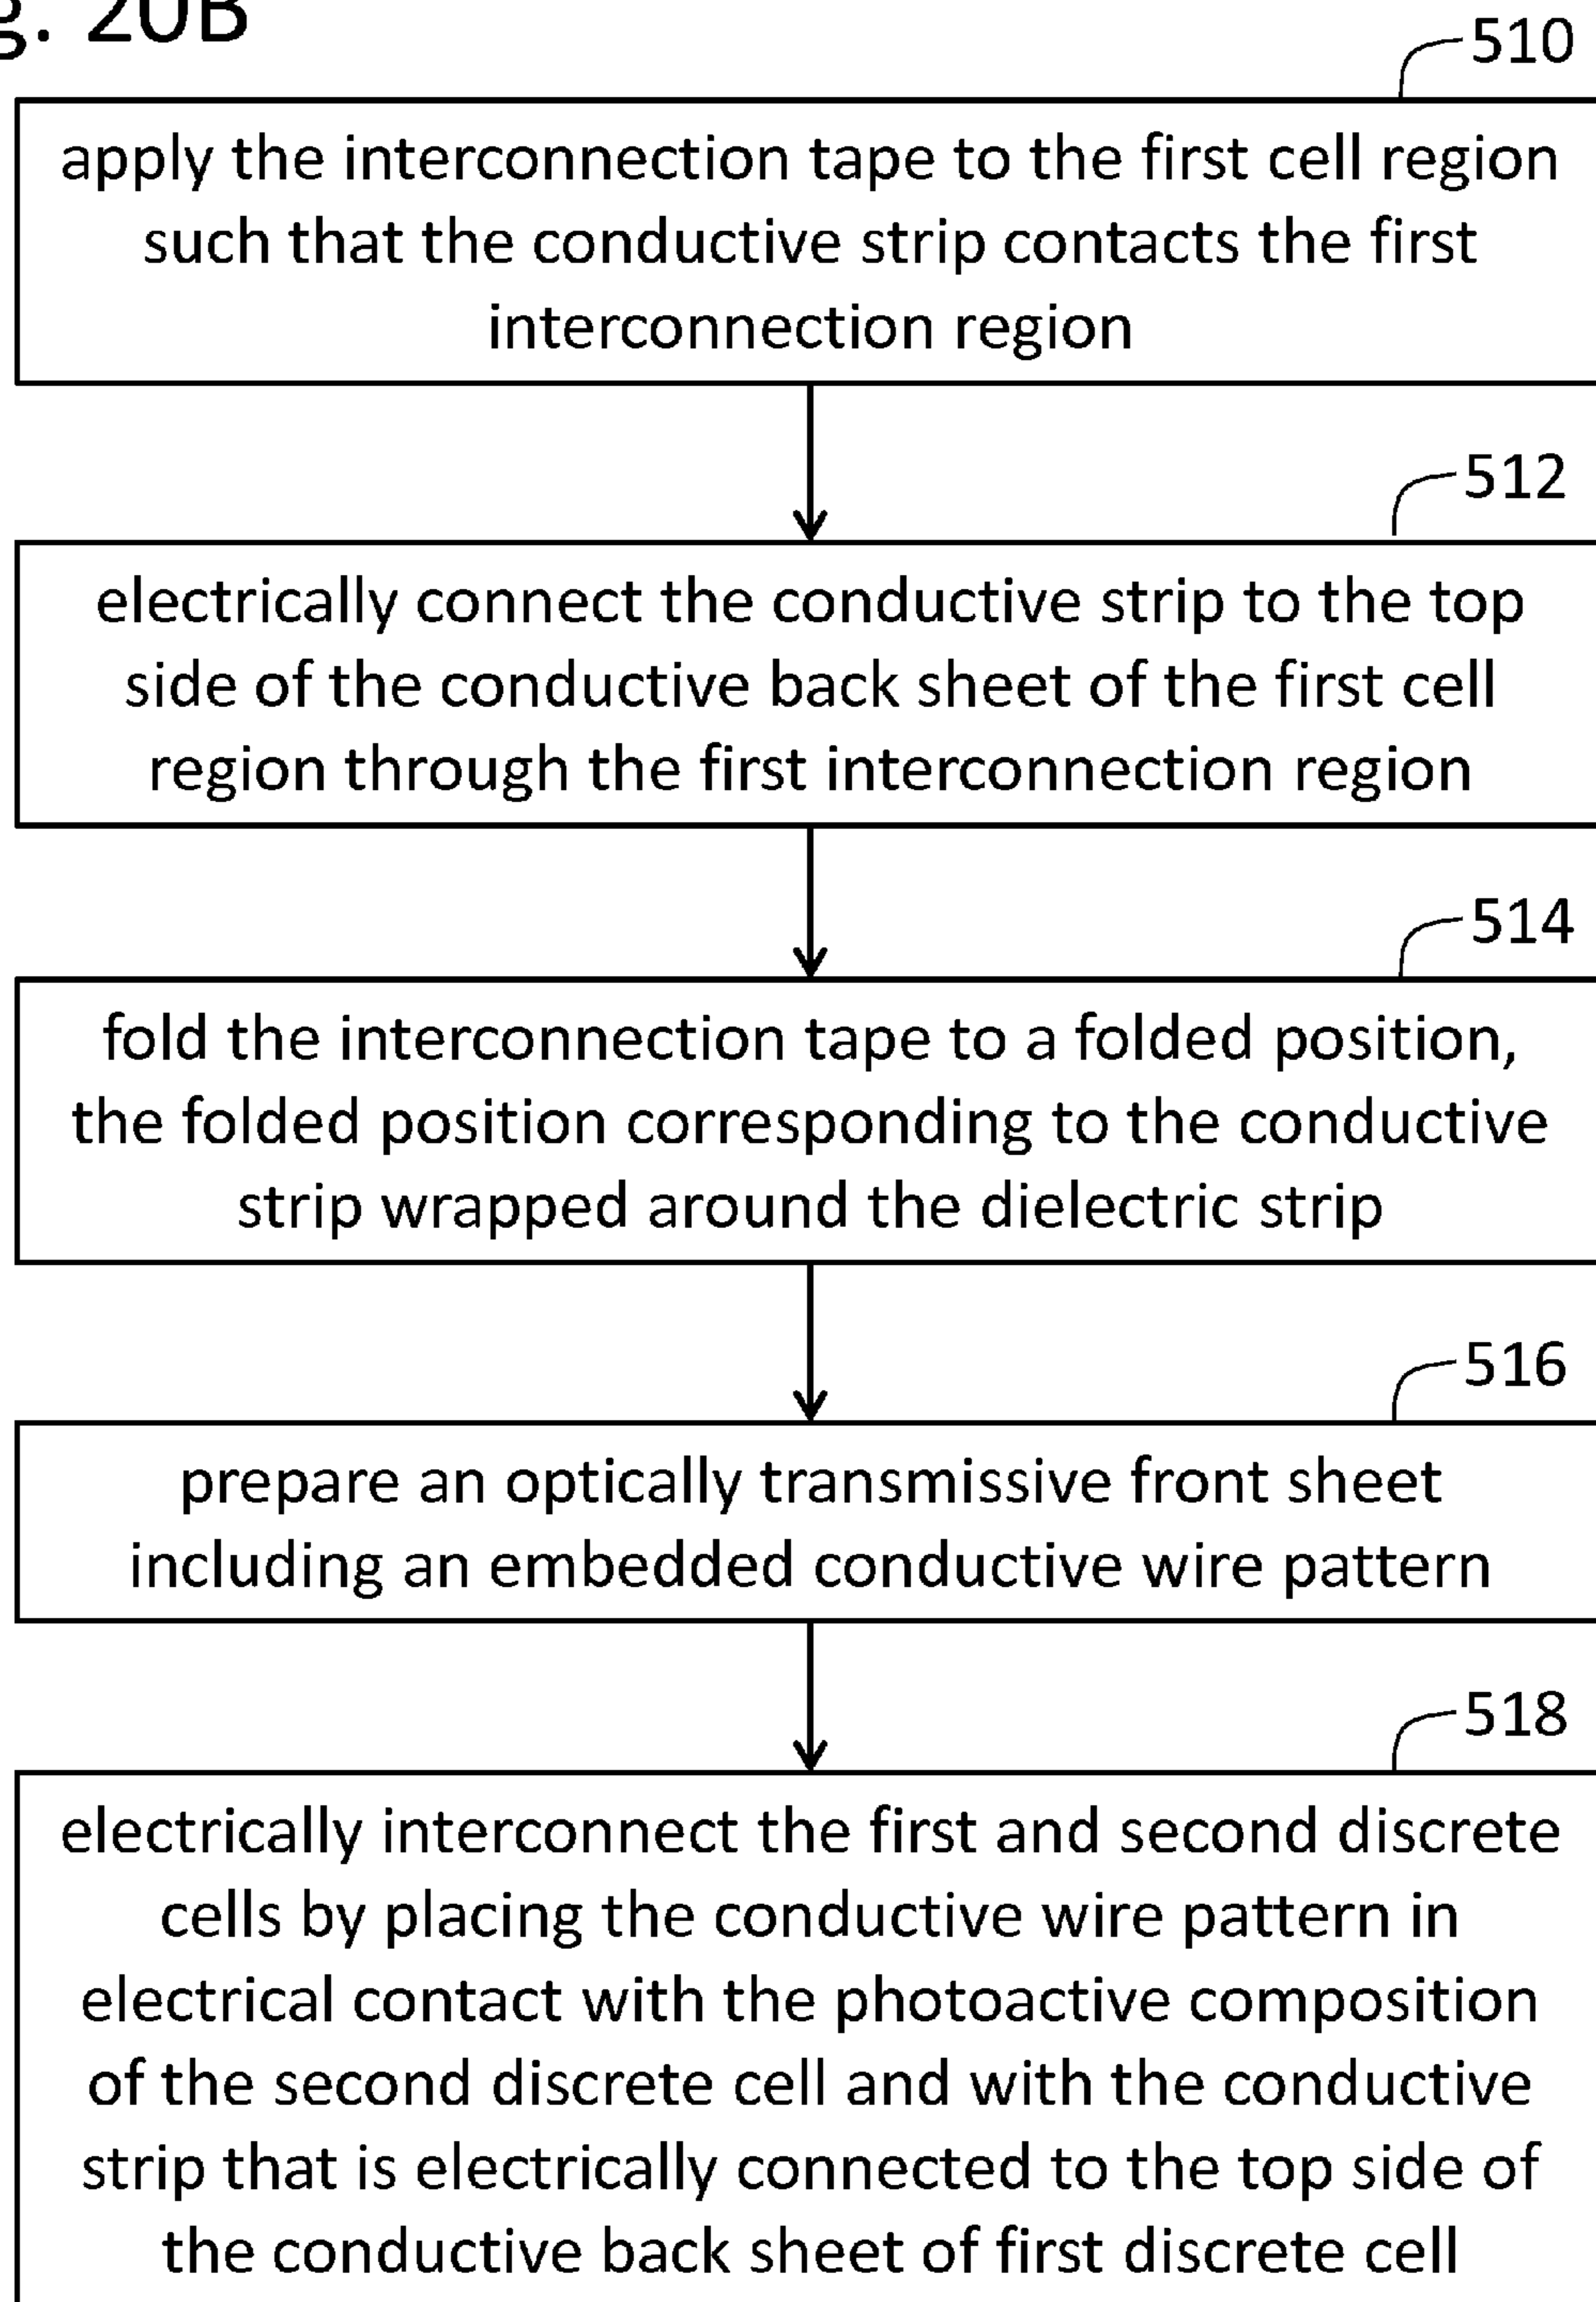 g. 20B
510
apply the interconnection tape to the first cell region
such that the conductive strip contacts the first
interconnection region
512
electrically connect the conductive strip to the top
side of the conductive back sheet of the first cell
region through the first interconnection region
514
fold the interconnection tape to a folded position,
the folded position corresponding to the conductive
strip wrapped around the dielectric strip
516
prepare an optically transmissive front sheet
including an embedded conductive wire pattern
518
electrically interconnect the first and second discrete
cells by placing the conductive wire pattern in
electrical contact with the photoactive composition
of the second discrete cell and with the conductive
strip that is electrically connected to the top side of
the conductive back sheet of first discrete cell